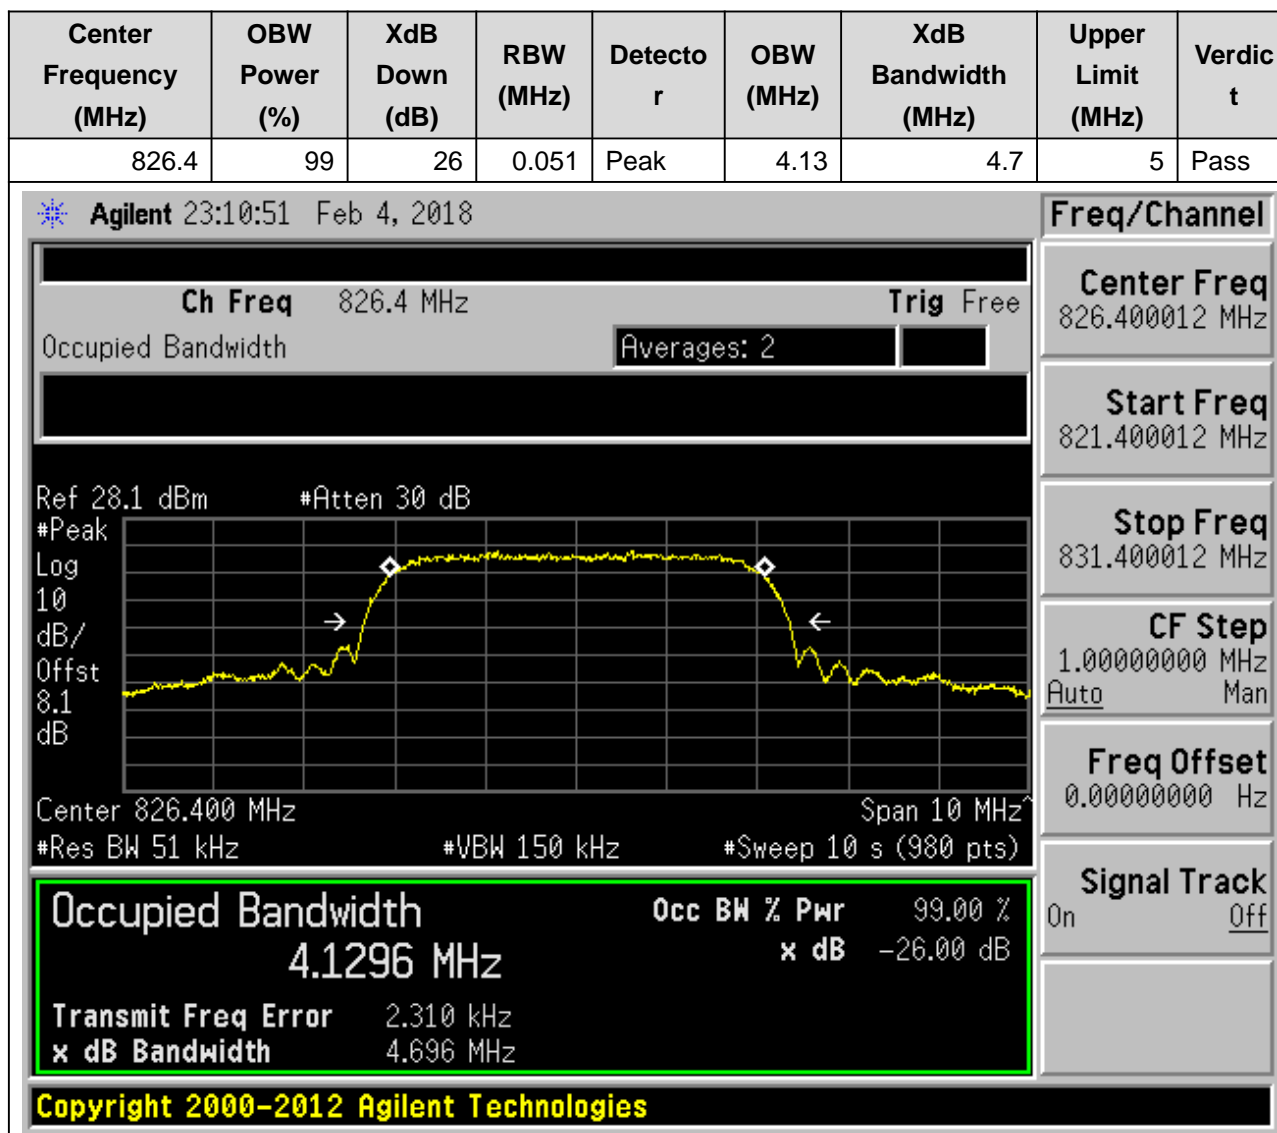 Center Frequency (MHz) OBW Power (%) XdB Down (dB) RBW (MHz) Detector OBW (MHz) XdB Bandwidth (MHz) Upper Limit (MHz) Verdict
826.4 99 26 0.051 Peak 4.13 4.7 5 Pass
Agilent 23:10:51 Feb 4, 2018
Freq/Channel
Ch Freq 826.4 MHz Trig Free
Occupied Bandwidth Averages: 2
Center Freq
826.400012 MHz
Start Freq
821.400012 MHz
Stop Freq
831.400012 MHz
CF Step
1.00000000 MHz
Auto Man
Freq Offset
0.00000000 Hz
Signal Track
On Off
Ref 28.1 dBm #Atten 30 dB
#Peak
Log
10
dB/
Offst
8.1
dB
Center 826.400 MHz Span 10 MHz^
#Res BW 51 kHz #VBW 150 kHz #Sweep 10 s (980 pts)
Occupied Bandwidth Occ BW % Pwr 99.00 %
4.1296 MHz x dB -26.00 dB
Transmit Freq Error 2.310 kHz
x dB Bandwidth 4.696 MHz
Copyright 2000-2012 Agilent Technologies